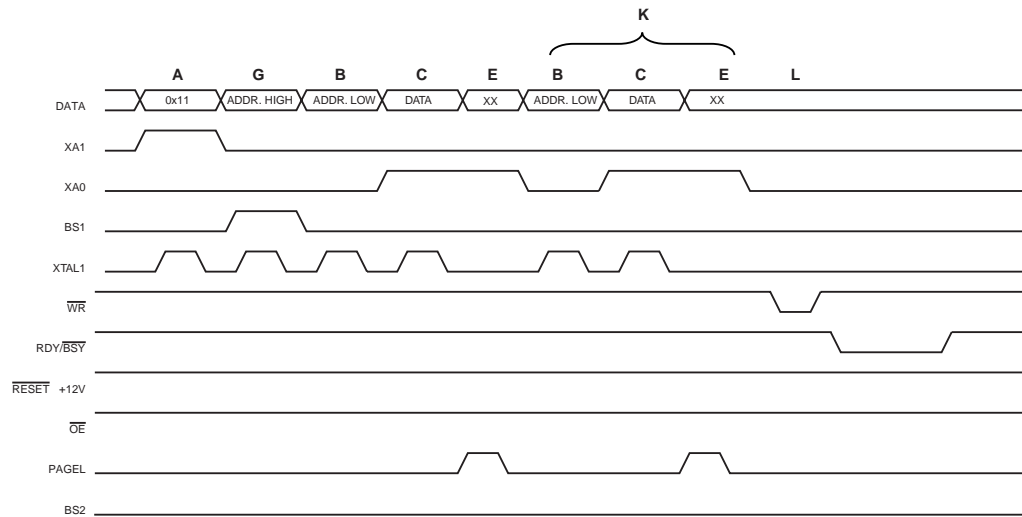 K
A G B C E B C E L
DATA 0x11 ADDR. HIGH ADDR. LOW DATA XX ADDR. LOW DATA XX
XA1
XA0
BS1
XTAL1
WR
RDY/BSY
RESET +12V
OE
PAGEL
BS2